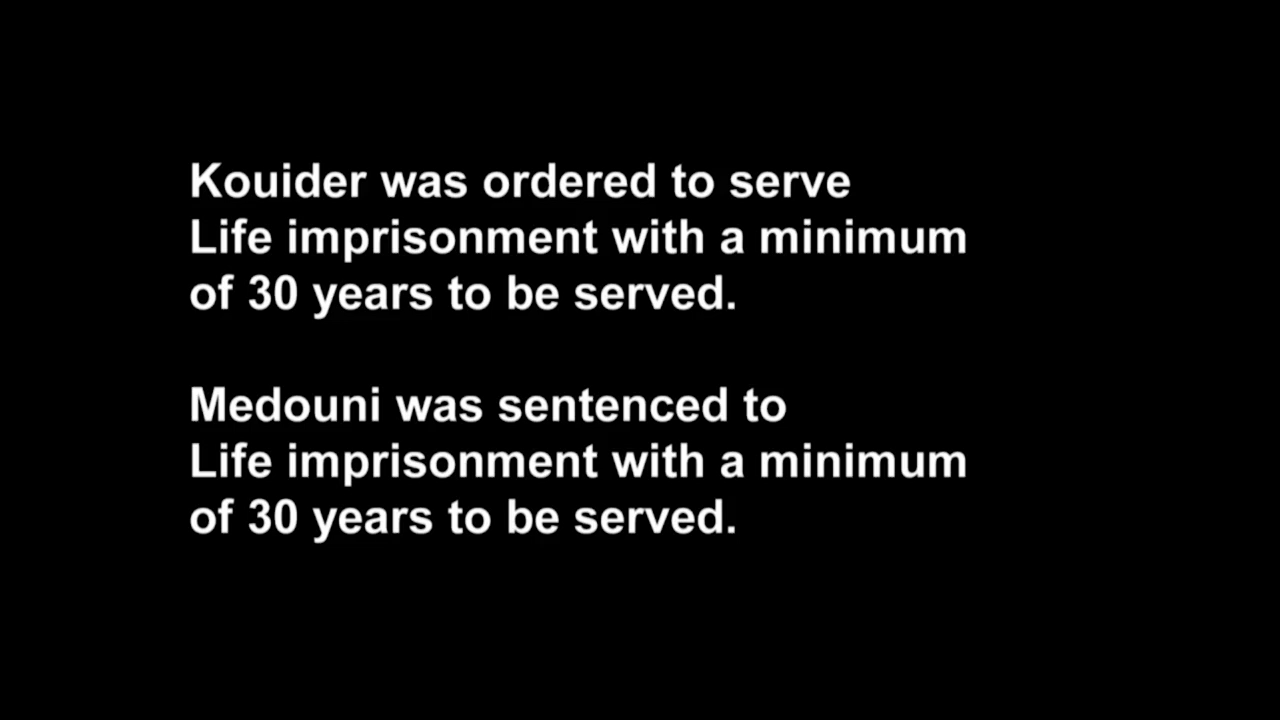 Kouider was ordered to serve
Life imprisonment with a minimum
of 30 years to be served.
Medouni was sentenced to
Life imprisonment with a minimum
of 30 years to be served.